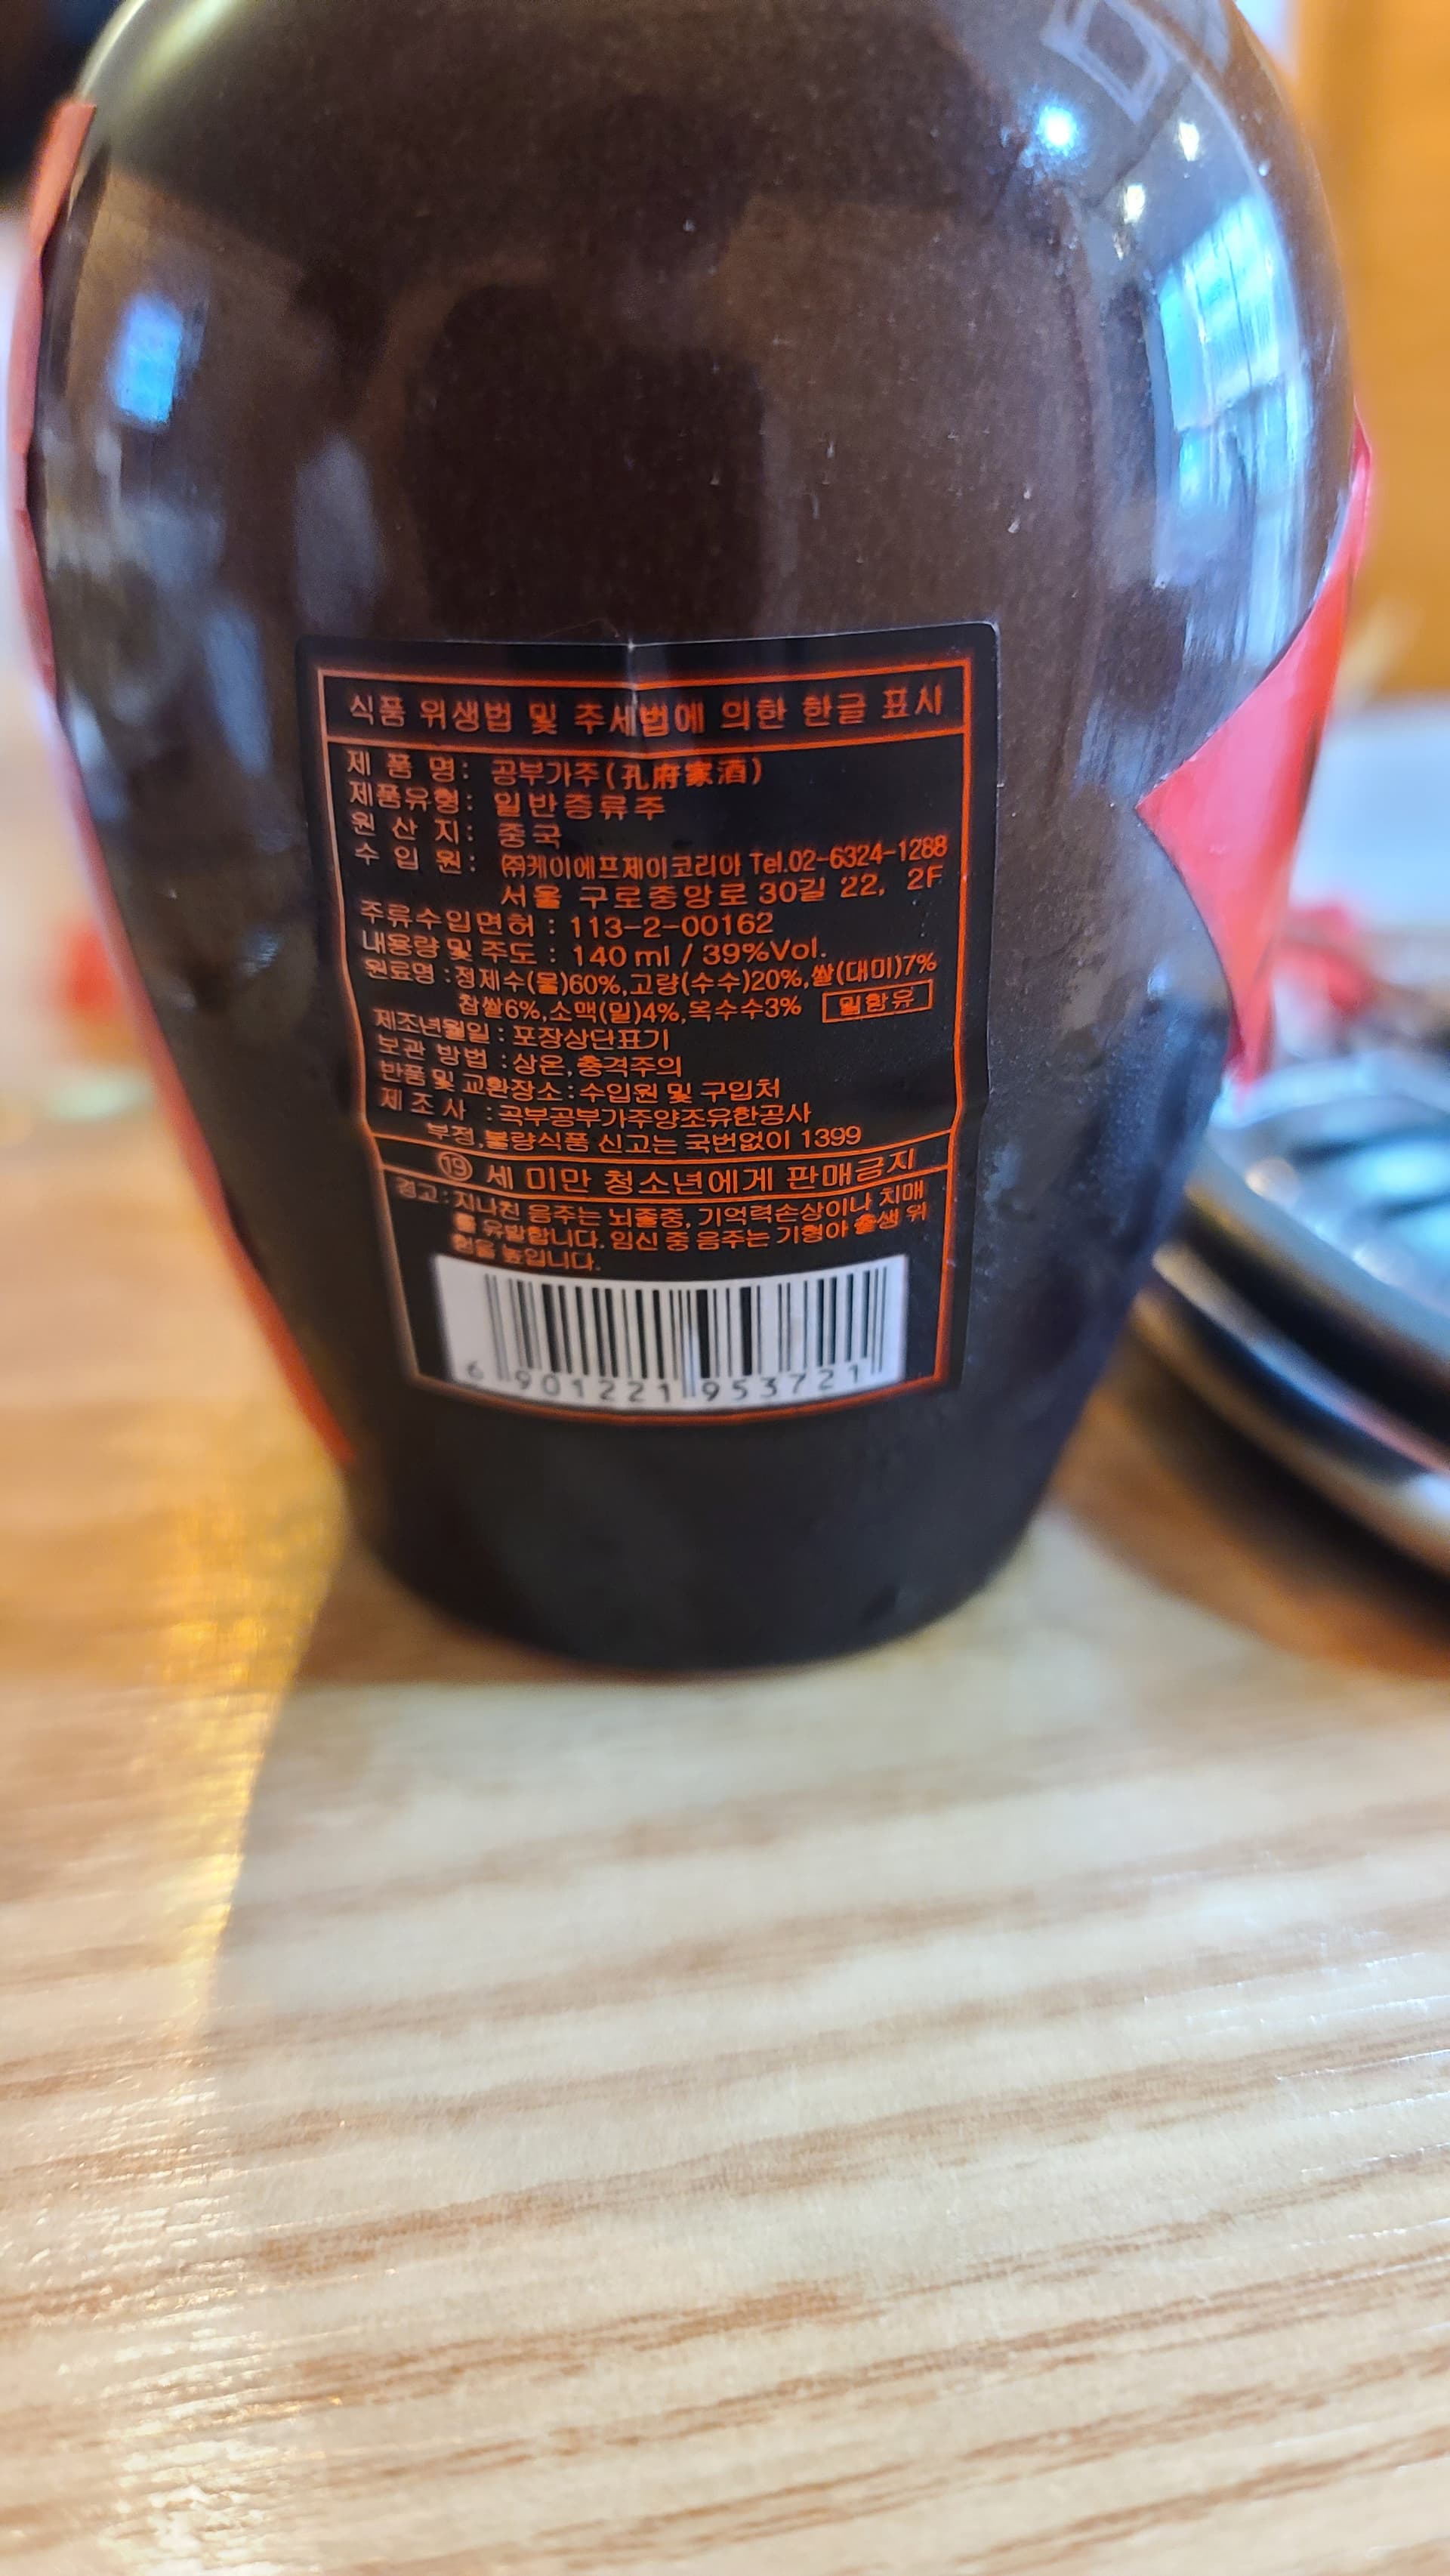 식품 위생법 및 주세법에 의한 한글 표시
제 품 명: 공부가주(孔府家酒)
제품유형: 일반증류주
원 산 지: 중국
수 입 원: ㈜케이에프제이코리아 Tel.02-6324-1288
서울 구로중앙로 30길 22, 2F
주류수입면허 : 113-2-00162
내용량 및 주도 : 140 ml / 39%Vol.
원료명 : 정제수(물)60%,고량(수수)20%,쌀(대미)7%
찹쌀6%,소맥(밀)4%,옥수수3% 밀함유
제조년월일 : 포장상단표기
보관 방법 : 상온, 충격주의
반품 및 교환장소 : 수입원 및 구입처
제 조 사 : 곡부공부가주양조유한공사
부정,불량식품 신고는 국번없이 1399
⑲ 세 미만 청소년에게 판매금지
경고 : 지나친 음주는 뇌졸중, 기억력손상이나 치매
를 유발합니다. 임신 중 음주는 기형아 출생 위
험을 높입니다.
6 901221 953721